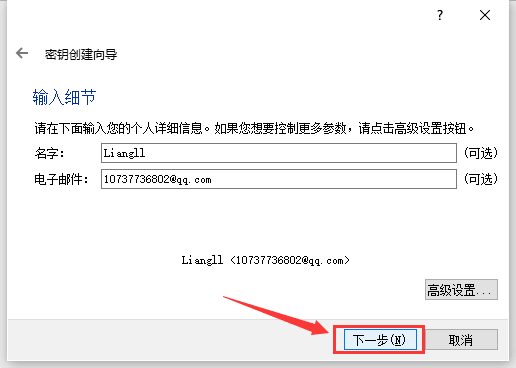 密钥创建向导
输入细节
请在下面输入您的个人详细信息。如果您想要控制更多参数，请点击高级设置按钮。
名字： Liangll (可选)
电子邮件： 10737736802@qq.com (可选)
Liangll <10737736802@qq.com>
高级设置...
下一步(N) 取消